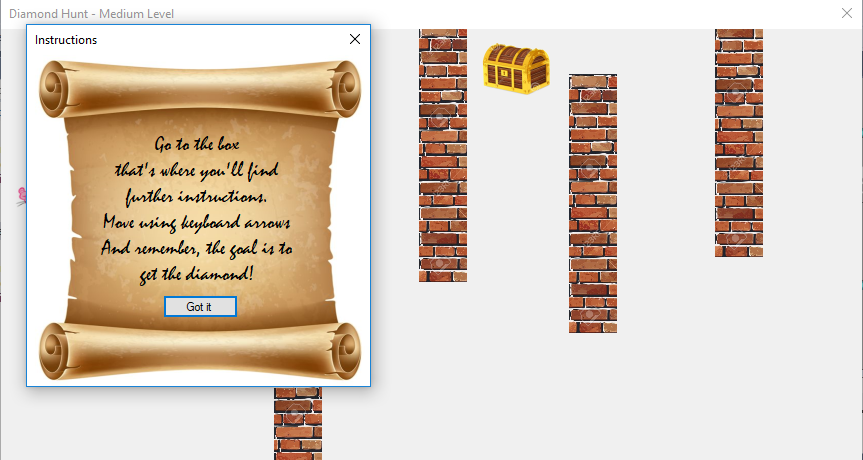 Diamond Hunt - Medium Level
Instructions
Go to the box
that's where you'll find
further instructions.
Move using keyboard arrows
And remember, the goal is to
get the diamond!
Got it